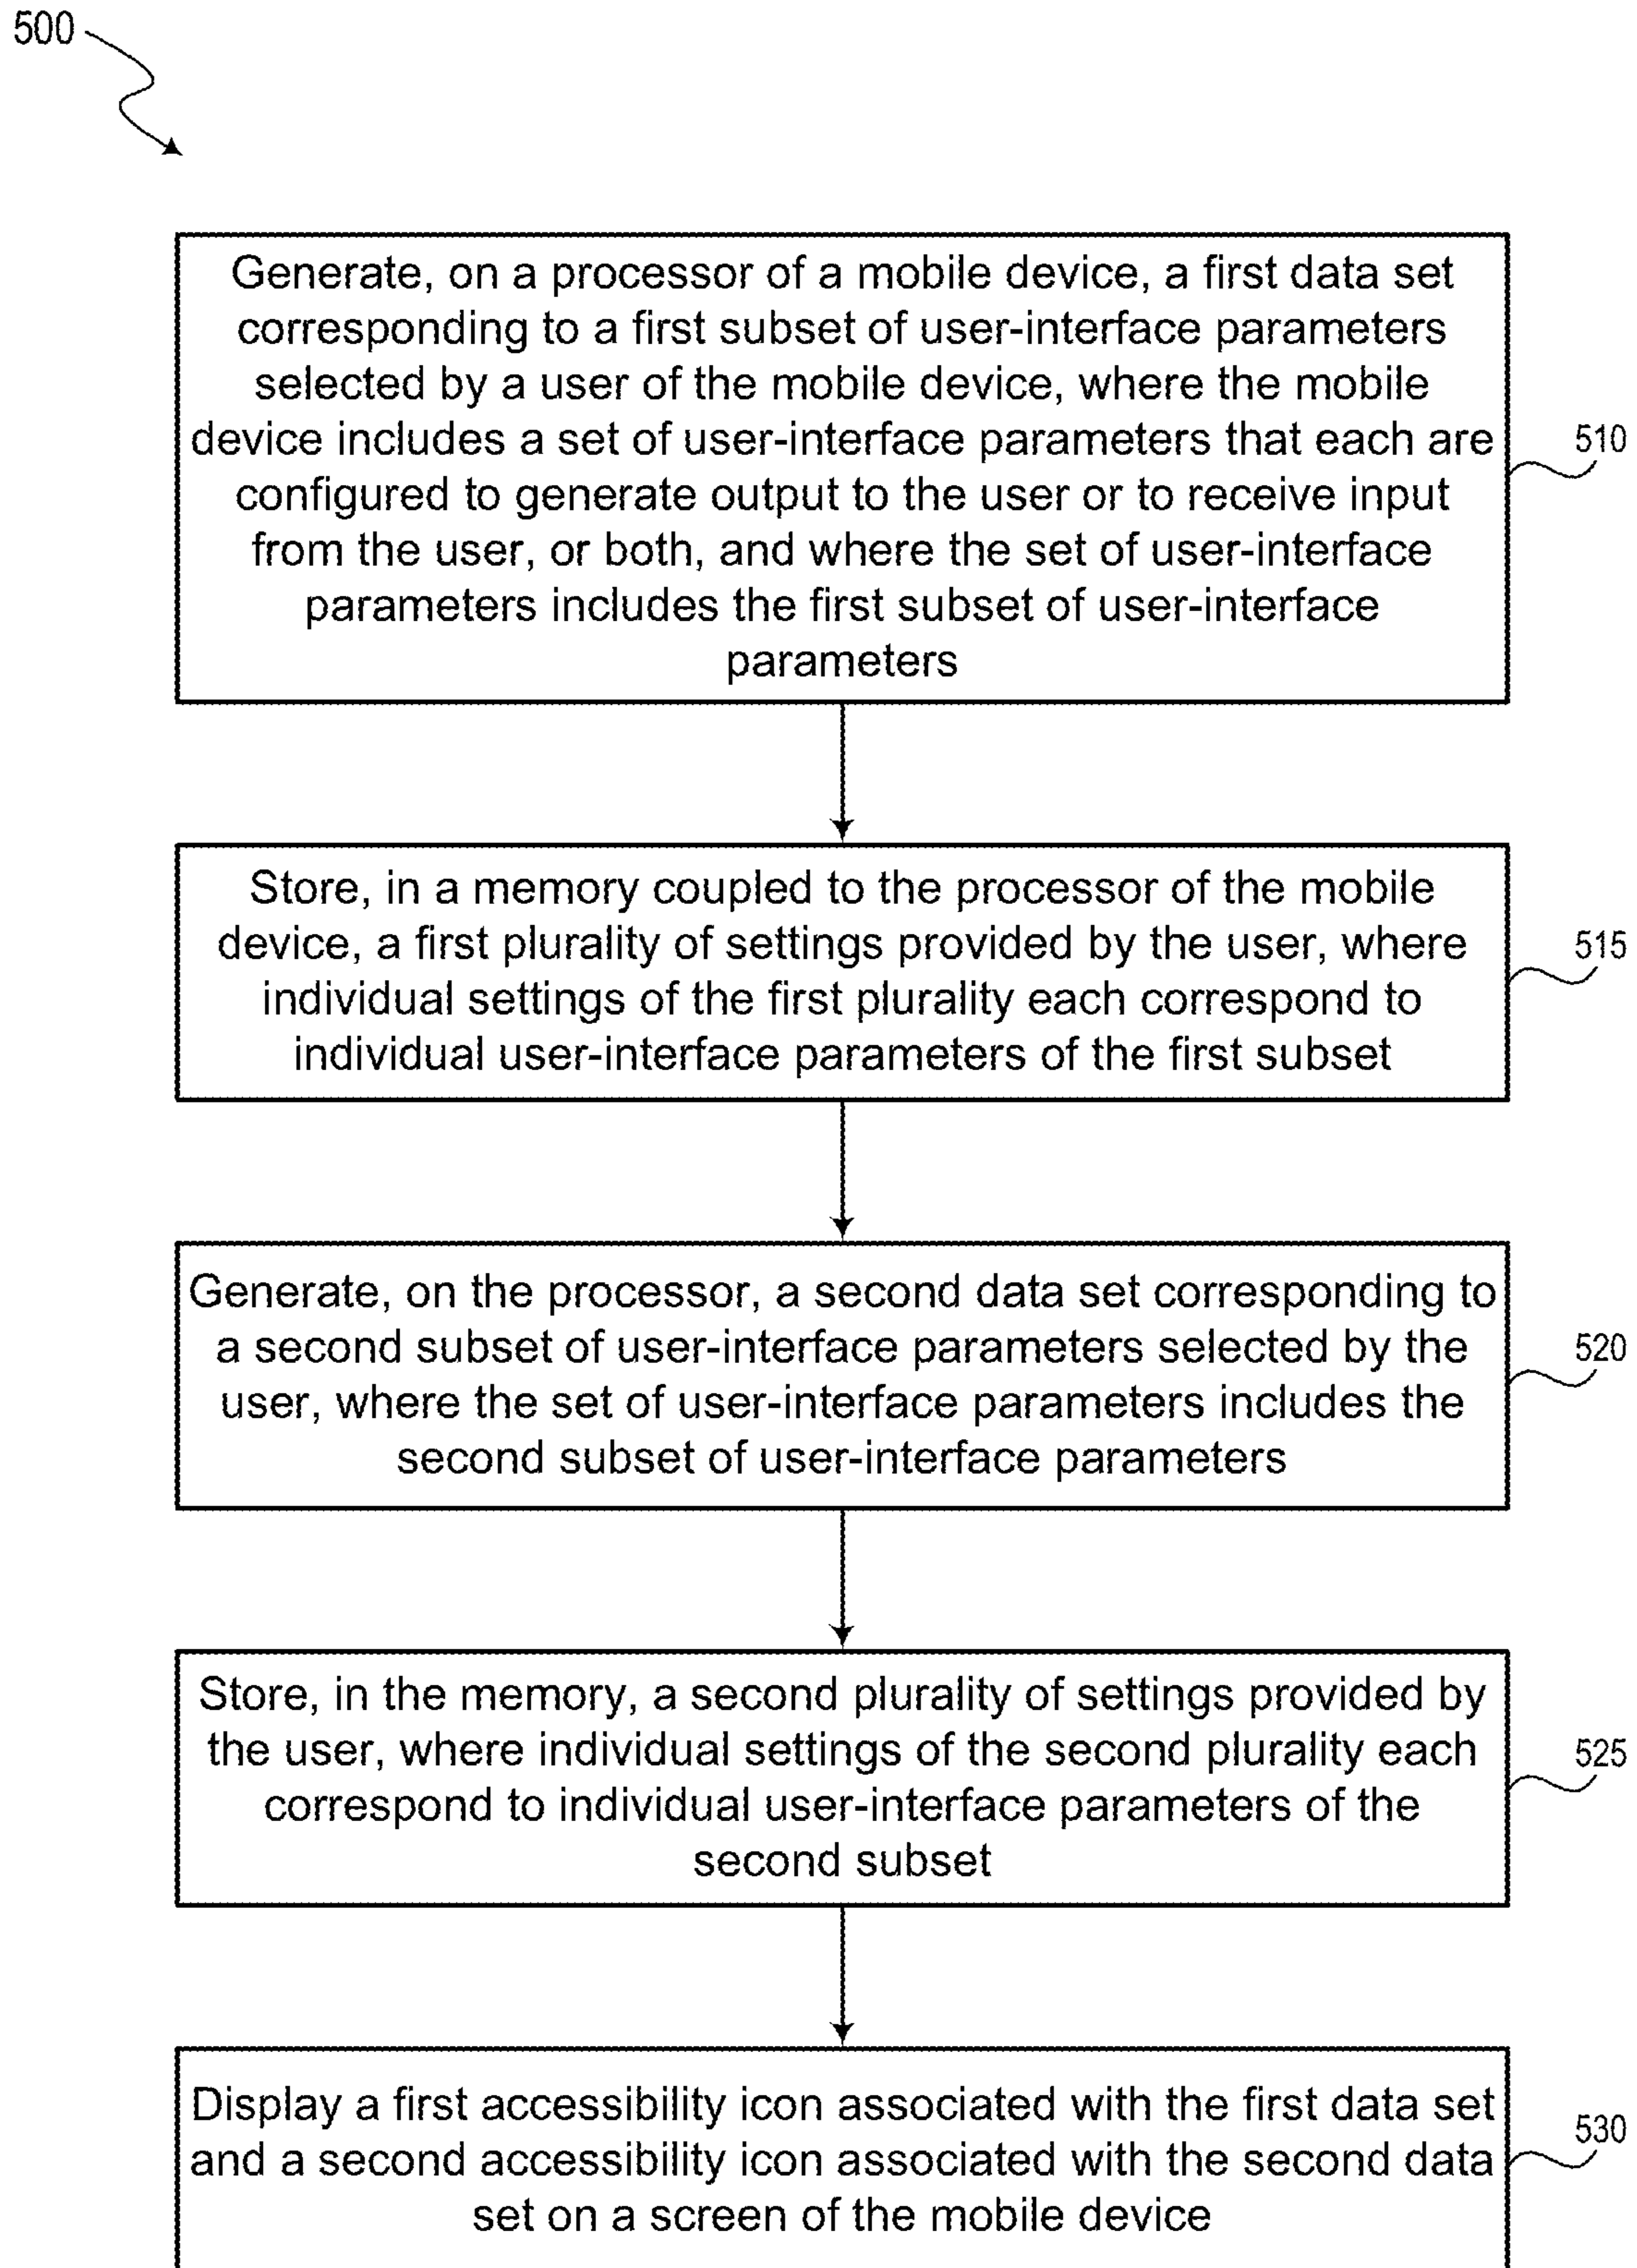 500
Generate, on a processor of a mobile device, a first data set
corresponding to a first subset of user-interface parameters
selected by a user of the mobile device, where the mobile
device includes a set of user-interface parameters that each are
configured to generate output to the user or to receive input
from the user, or both, and where the set of user-interface
parameters includes the first subset of user-interface
parameters
510
Store, in a memory coupled to the processor of the mobile
device, a first plurality of settings provided by the user, where
individual settings of the first plurality each correspond to
individual user-interface parameters of the first subset
515
Generate, on the processor, a second data set corresponding to
a second subset of user-interface parameters selected by the
user, where the set of user-interface parameters includes the
second subset of user-interface parameters
520
Store, in the memory, a second plurality of settings provided by
the user, where individual settings of the second plurality each
correspond to individual user-interface parameters of the
second subset
525
Display a first accessibility icon associated with the first data set
and a second accessibility icon associated with the second data
set on a screen of the mobile device
530